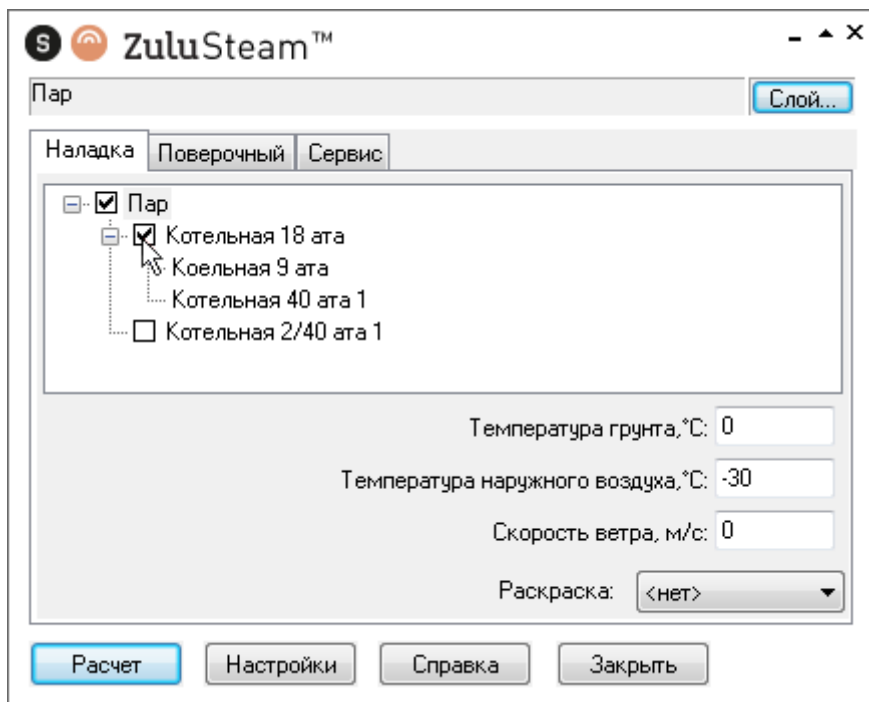 S ZuluSteam™
Пар
Слой...
Наладка Поверочный Сервис
Пар
Котельная 18 ата
Коельная 9 ата
Котельная 40 ата 1
Котельная 2/40 ата 1
Температура грунта,°C: 0
Температура наружного воздуха,°C: -30
Скорость ветра, м/с: 0
Раскраска: <нет>
Расчет Настройки Справка Закрыть